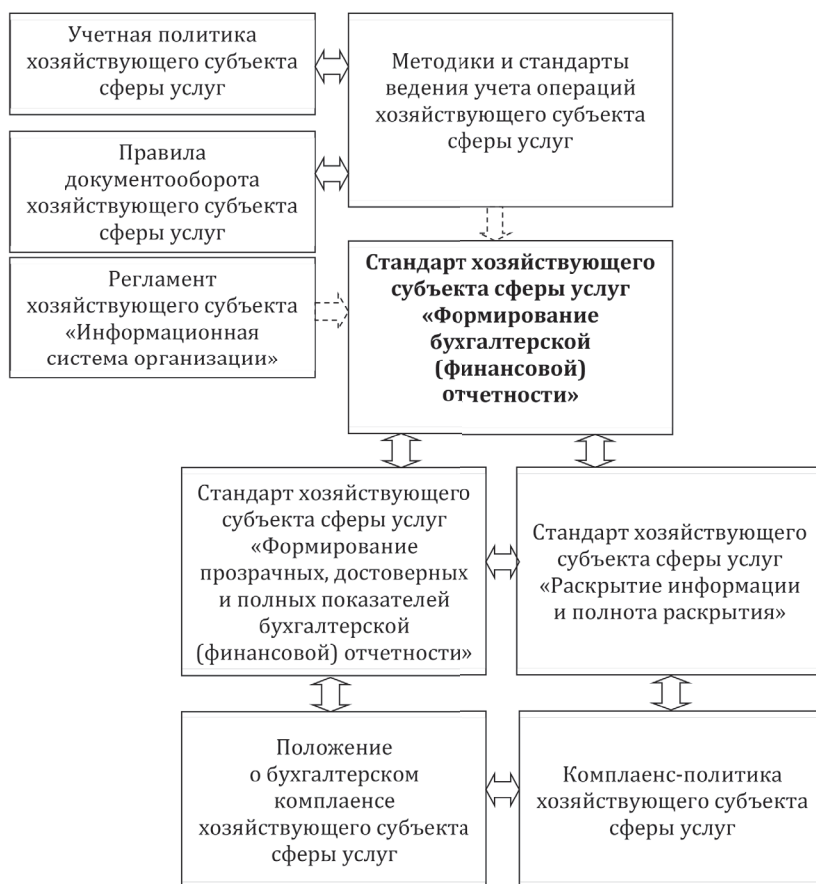 Учетная политика
хозяйствующего субъекта
сферы услуг
Методики и стандарты
ведения учета операций
хозяйствующего субъекта
сферы услуг
Правила
документооборота
хозяйствующего субъекта
сферы услуг
Регламент
хозяйствующего субъекта
«Информационная
система организации»
Стандарт хозяйствующего
субъекта сферы услуг
«Формирование
бухгалтерской
(финансовой)
отчетности»
Стандарт хозяйствующего
субъекта сферы услуг
«Формирование
прозрачных, достоверных
и полных показателей
бухгалтерской
(финансовой) отчетности»
Стандарт хозяйствующего
субъекта сферы услуг
«Раскрытие информации
и полнота раскрытия»
Положение
о бухгалтерском
комплаенсе
хозяйствующего субъекта
сферы услуг
Комплаенс-политика
хозяйствующего субъекта
сферы услуг